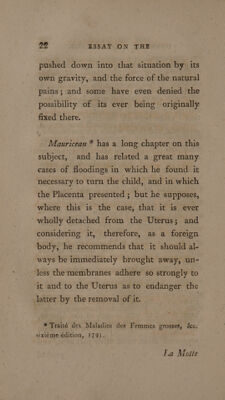 22 ESSAY ON THE
pushed down into that situation by its
own gravity, and the force of the natural
pains; and some have even denied the
possibility of its ever being originally
fixed there.
Mauriceau * has a long chapter on this
subject, and has related a great many
cases of floodings in which he found it
necessary to turn the child, and in which
the Placenta presented; but he supposes,
where this is the case, that it is ever
wholly detached from the Uterus; and
considering it, therefore, as a foreign
body, he recommends that it should al-
ways be immediately brought away, un-
less the membranes adhere so strongly to
it and to the Uterus as to endanger the
latter by the removal of it.
* Traité des Maladies des Femmes grosses, &c.
sixième édition, 1721.
La Motte